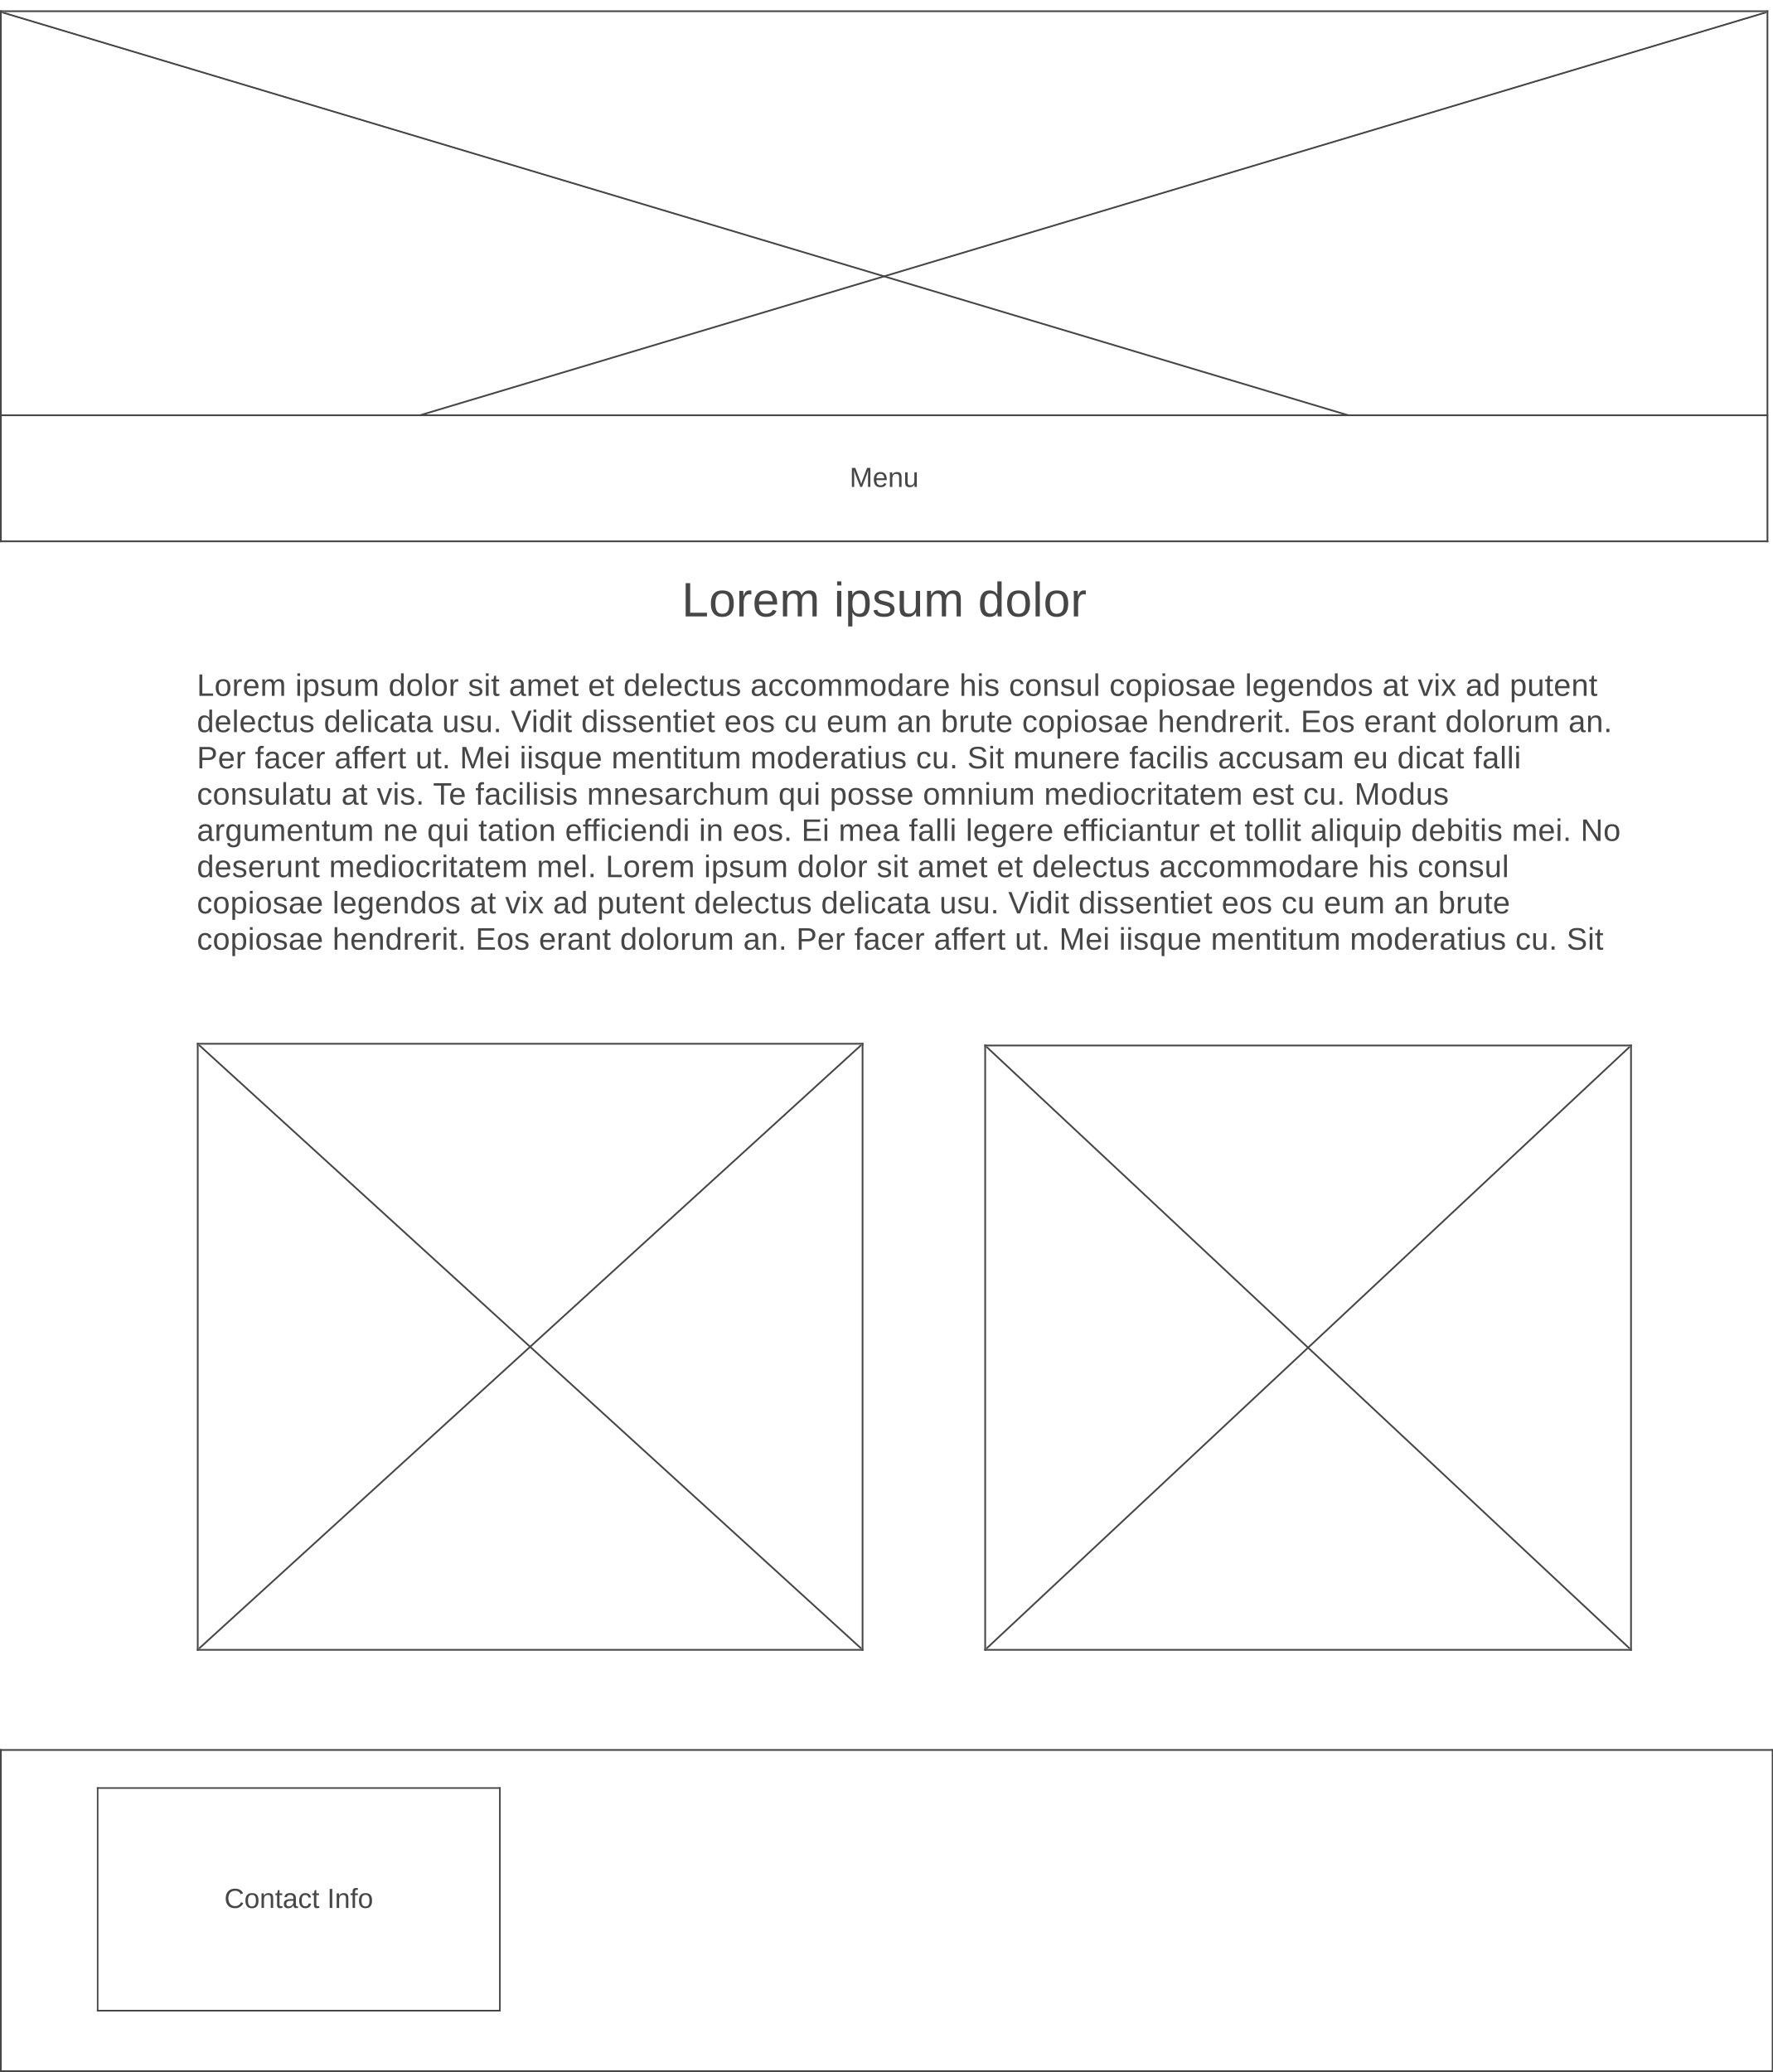 Menu
Lorem ipsum dolor
Lorem ipsum dolor sit amet et delectus accommodare his consul copiosae legendos at vix ad putent
delectus delicata usu. Vidit dissentiet eos cu eum an brute copiosae hendrerit. Eos erant dolorum an.
Per facer affert ut. Mei iisque mentitum moderatius cu. Sit munere facilis accusam eu dicat falli
consulatu at vis. Te facilisis mnesarchum qui posse omnium mediocritatem est cu. Modus
argumentum ne qui tation efficiendi in eos. Ei mea falli legere efficiantur et tollit aliquip debitis mei. No
deserunt mediocritatem mel. Lorem ipsum dolor sit amet et delectus accommodare his consul
copiosae legendos at vix ad putent delectus delicata usu. Vidit dissentiet eos cu eum an brute
copiosae hendrerit. Eos erant dolorum an. Per facer affert ut. Mei iisque mentitum moderatius cu. Sit
Contact Info